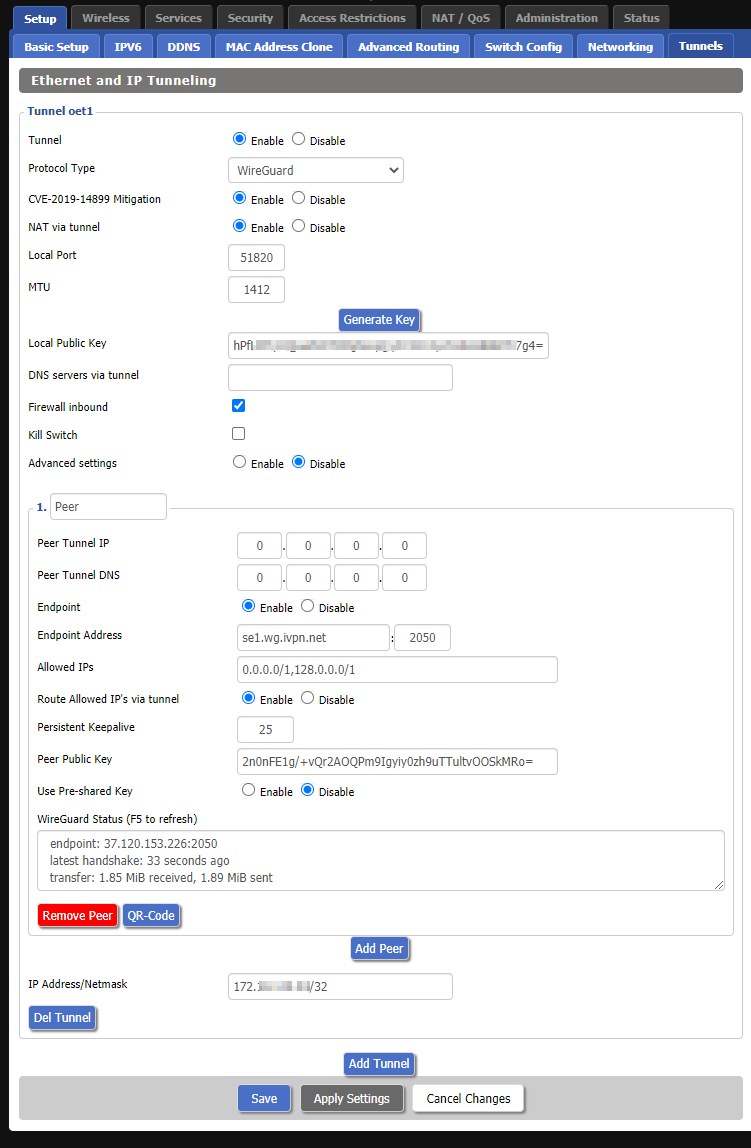 Setup Wireless Services Security Access Restrictions NAT / QoS Administration Status
Basic Setup IPV6 DDNS MAC Address Clone Advanced Routing Switch Config Networking Tunnels
Ethernet and IP Tunneling
Tunnel oet1
Tunnel Enable Disable
Protocol Type WireGuard
CVE-2019-14899 Mitigation Enable Disable
NAT via tunnel Enable Disable
Local Port 51820
MTU 1412
Generate Key
Local Public Key hPfL 7g4=
DNS servers via tunnel
Firewall inbound
Kill Switch
Advanced settings Enable Disable
1. Peer
Peer Tunnel IP 0 . 0 . 0 . 0
Peer Tunnel DNS 0 . 0 . 0 . 0
Endpoint Enable Disable
Endpoint Address se1.wg.ivpn.net : 2050
Allowed IPs 0.0.0.0/1,128.0.0.0/1
Route Allowed IP's via tunnel Enable Disable
Persistent Keepalive 25
Peer Public Key 2n0nFE1g/+vQr2AOQPm9Igyiy0zh9uTTultvOOSkMRo=
Use Pre-shared Key Enable Disable
WireGuard Status (F5 to refresh)
endpoint: 37.120.153.226:2050
latest handshake: 33 seconds ago
transfer: 1.85 MiB received, 1.89 MiB sent
Remove Peer QR-Code
Add Peer
IP Address/Netmask 172. /32
Del Tunnel
Add Tunnel
Save Apply Settings Cancel Changes